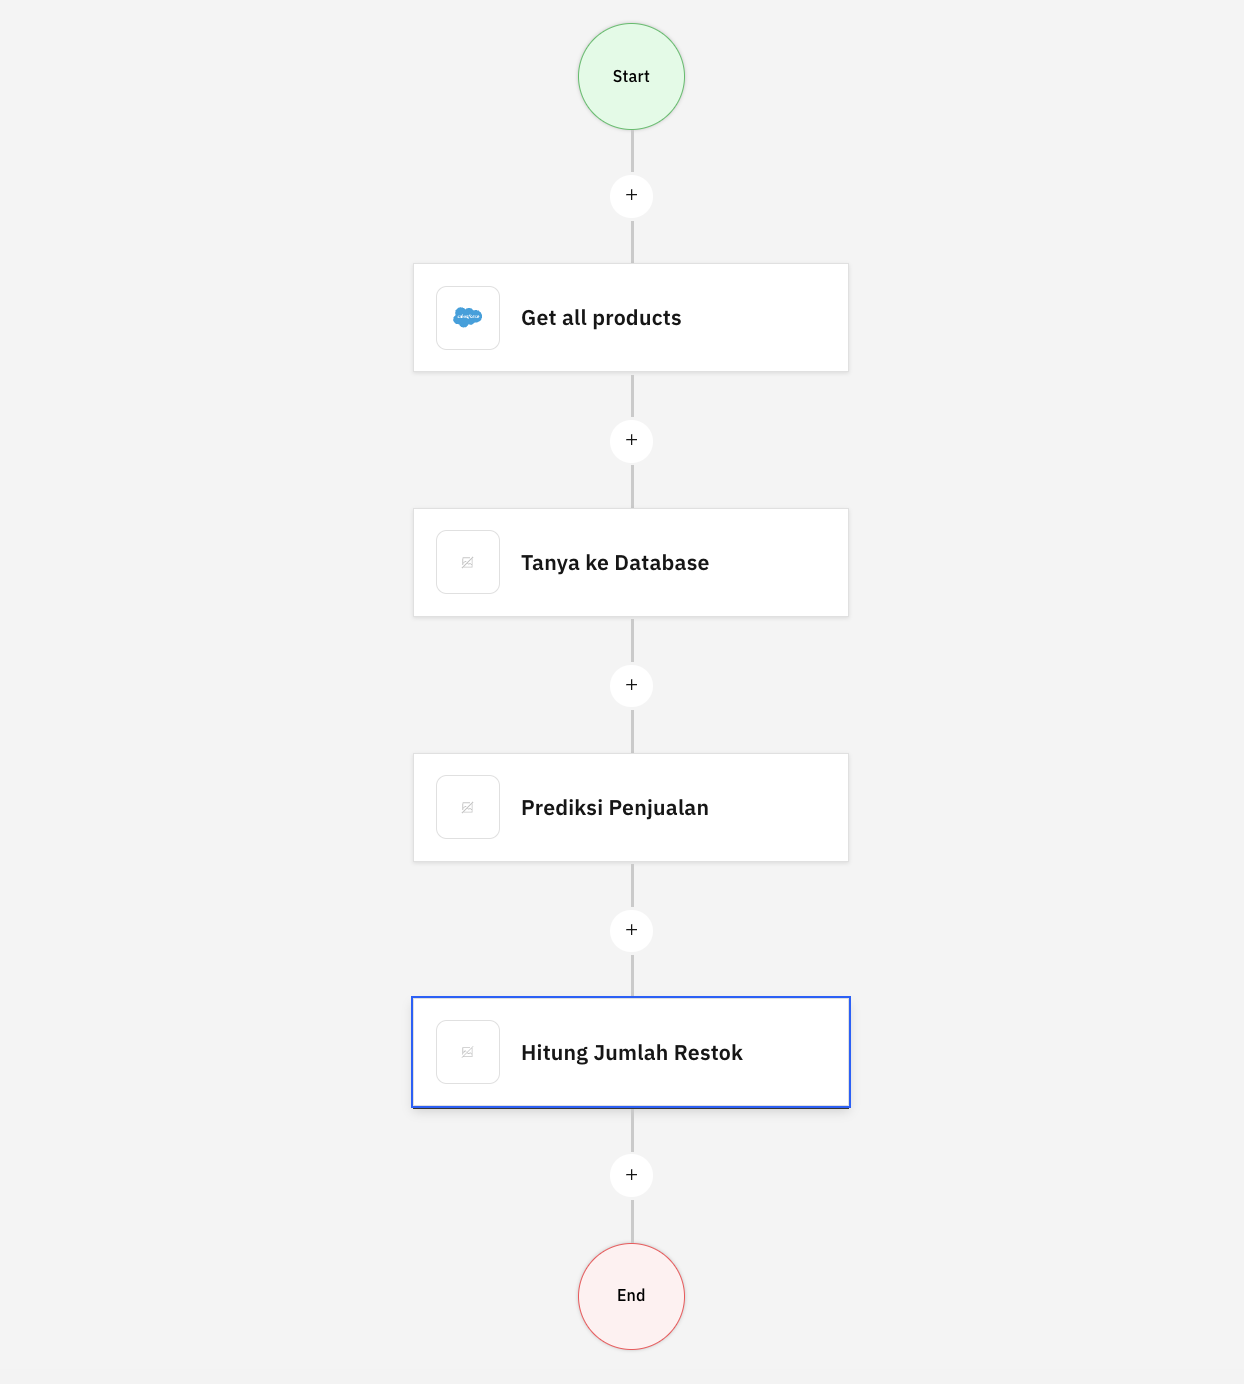 Start
+
Get all products
+
Tanya ke Database
+
Prediksi Penjualan
+
Hitung Jumlah Restok
+
End